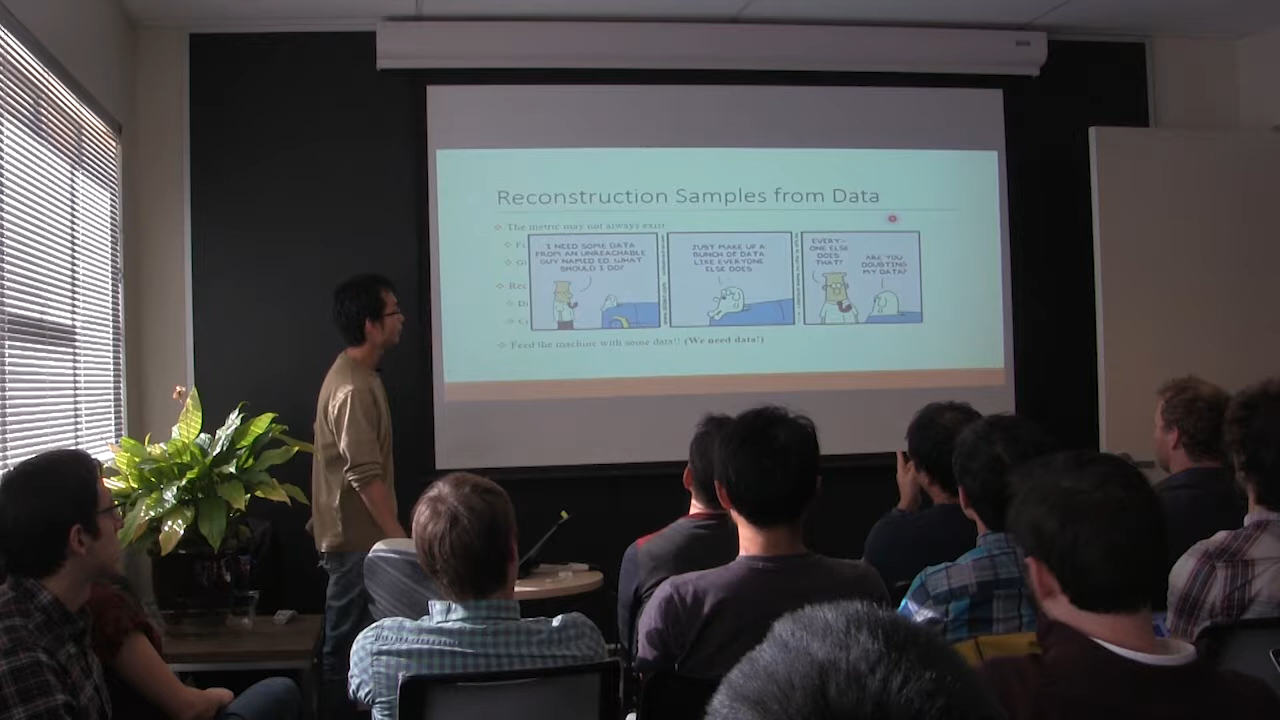 Reconstruction Samples from Data
The metric may not always exist
I NEED SOME DATA
FROM AN UNREACHABLE
GUY NAMED ED. WHAT
SHOULD I DO?
JUST MAKE UP A
BUNCH OF DATA
LIKE EVERYONE
ELSE DOES
EVERY-
ONE ELSE
DOES
THAT?
ARE YOU
DOUBTING
MY DATA?
Feed the machine with some data!! (We need data!)